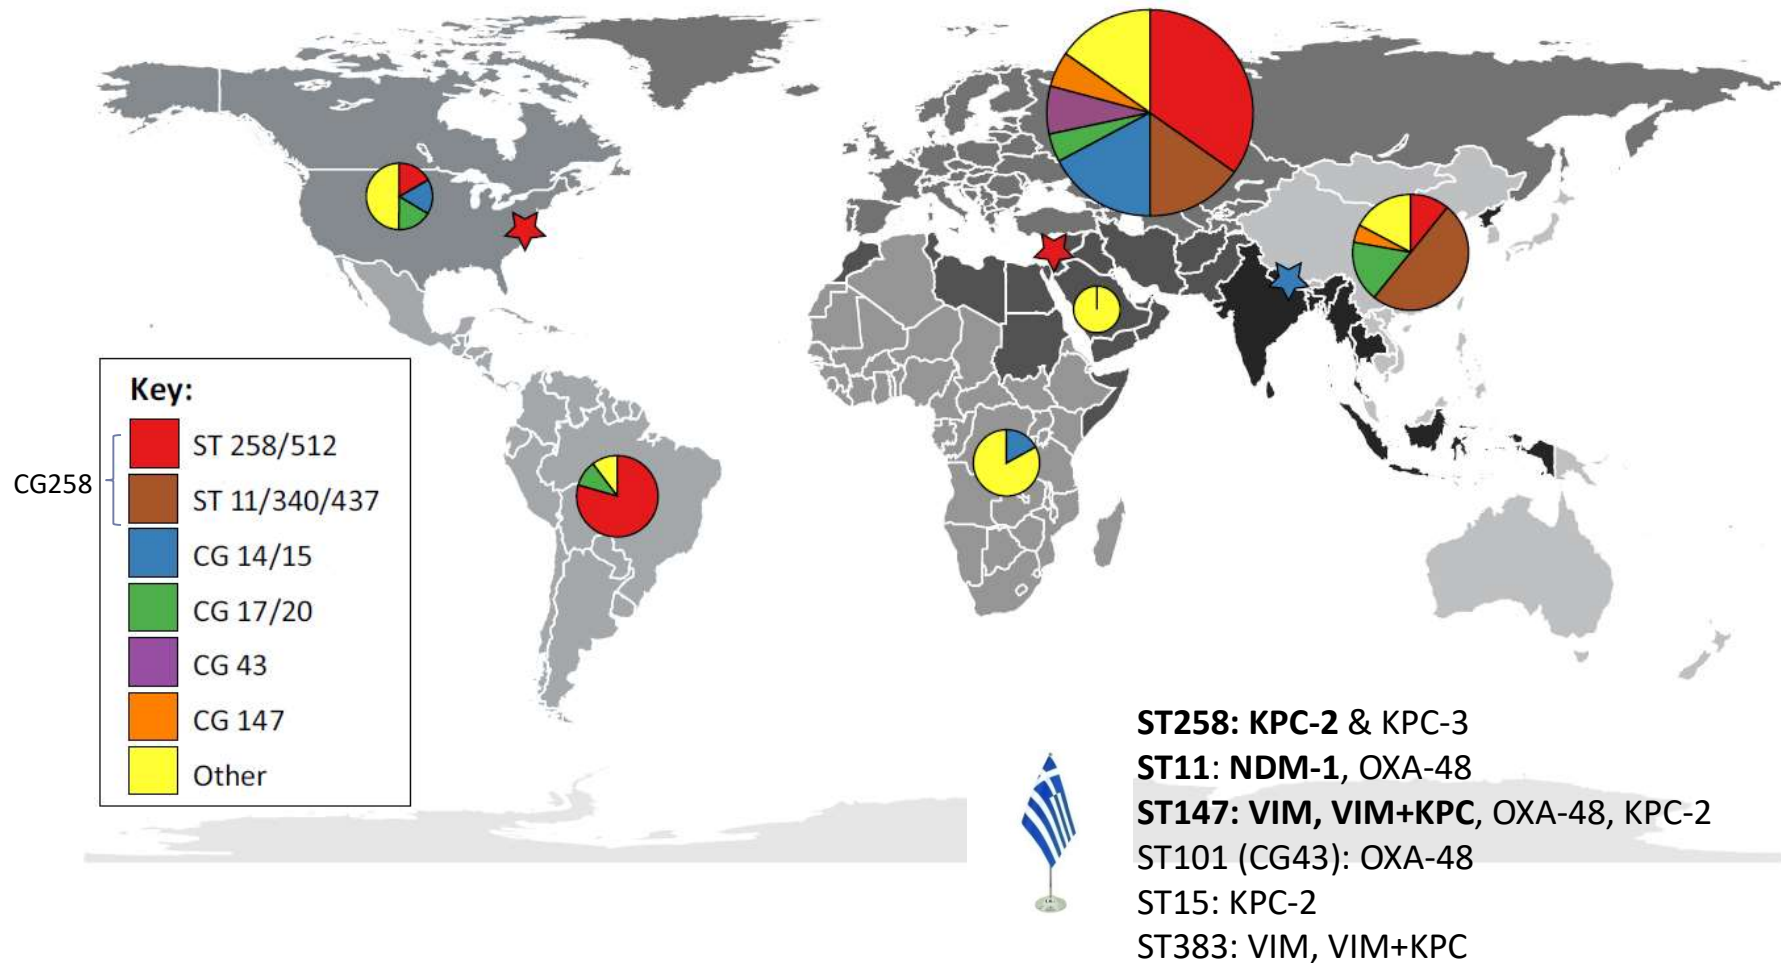 Key:
CG258
ST 258/512
ST 11/340/437
CG 14/15
CG 17/20
CG 43
CG 147
Other
ST258: KPC-2 & KPC-3
ST11: NDM-1, OXA-48
ST147: VIM, VIM+KPC, OXA-48, KPC-2
ST101 (CG43): OXA-48
ST15: KPC-2
ST383: VIM, VIM+KPC